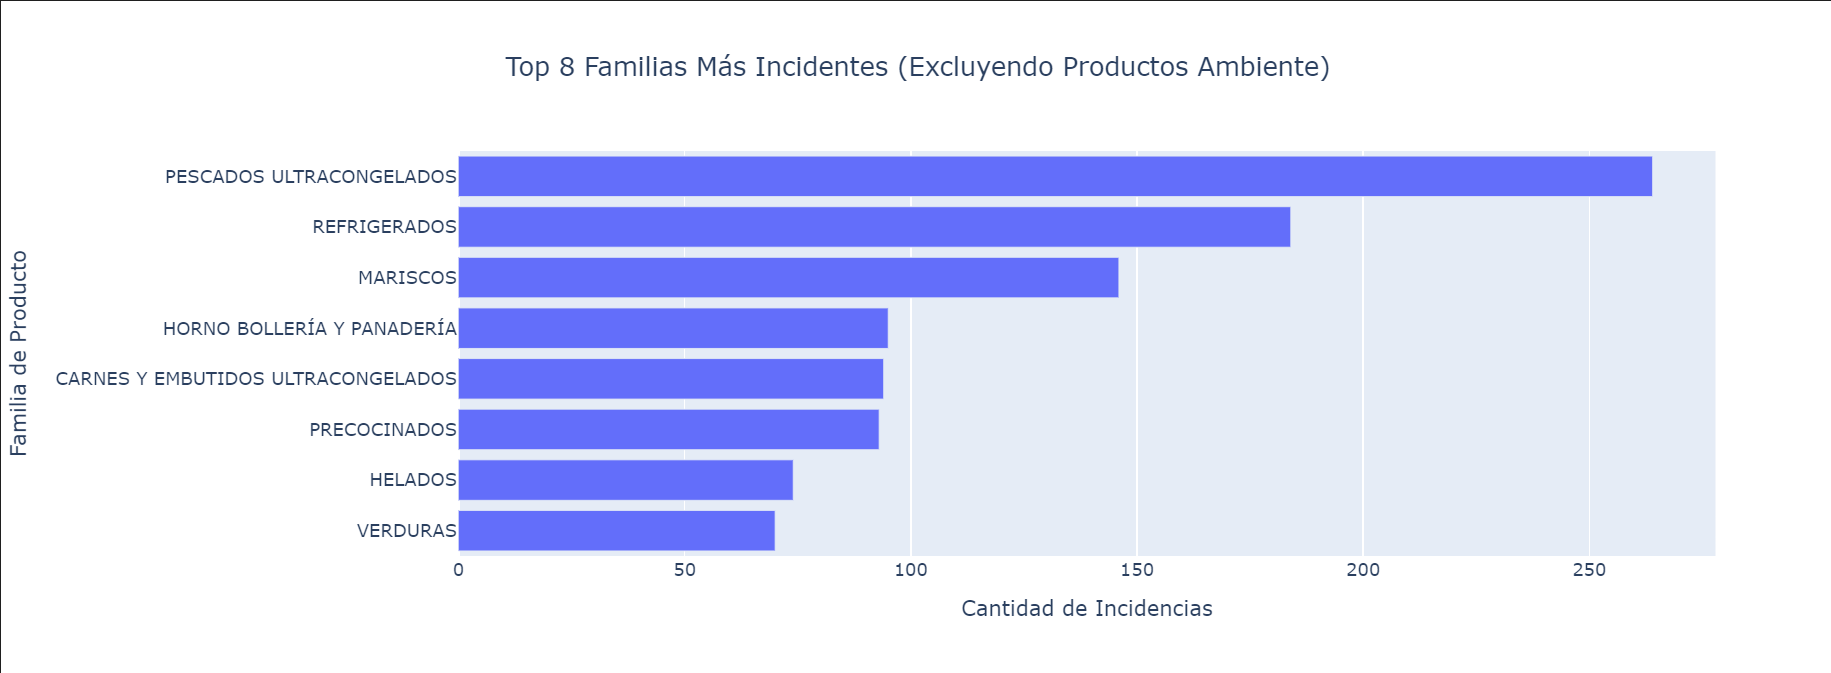 Top 8 Familias Más Incidentes (Excluyendo Productos Ambiente)
Familia de Producto
PESCADOS ULTRACONGELADOS
REFRIGERADOS
MARISCOS
HORNO BOLLERÍA Y PANADERÍA
CARNES Y EMBUTIDOS ULTRACONGELADOS
PRECOCINADOS
HELADOS
VERDURAS
0 50 100 150 200 250
Cantidad de Incidencias